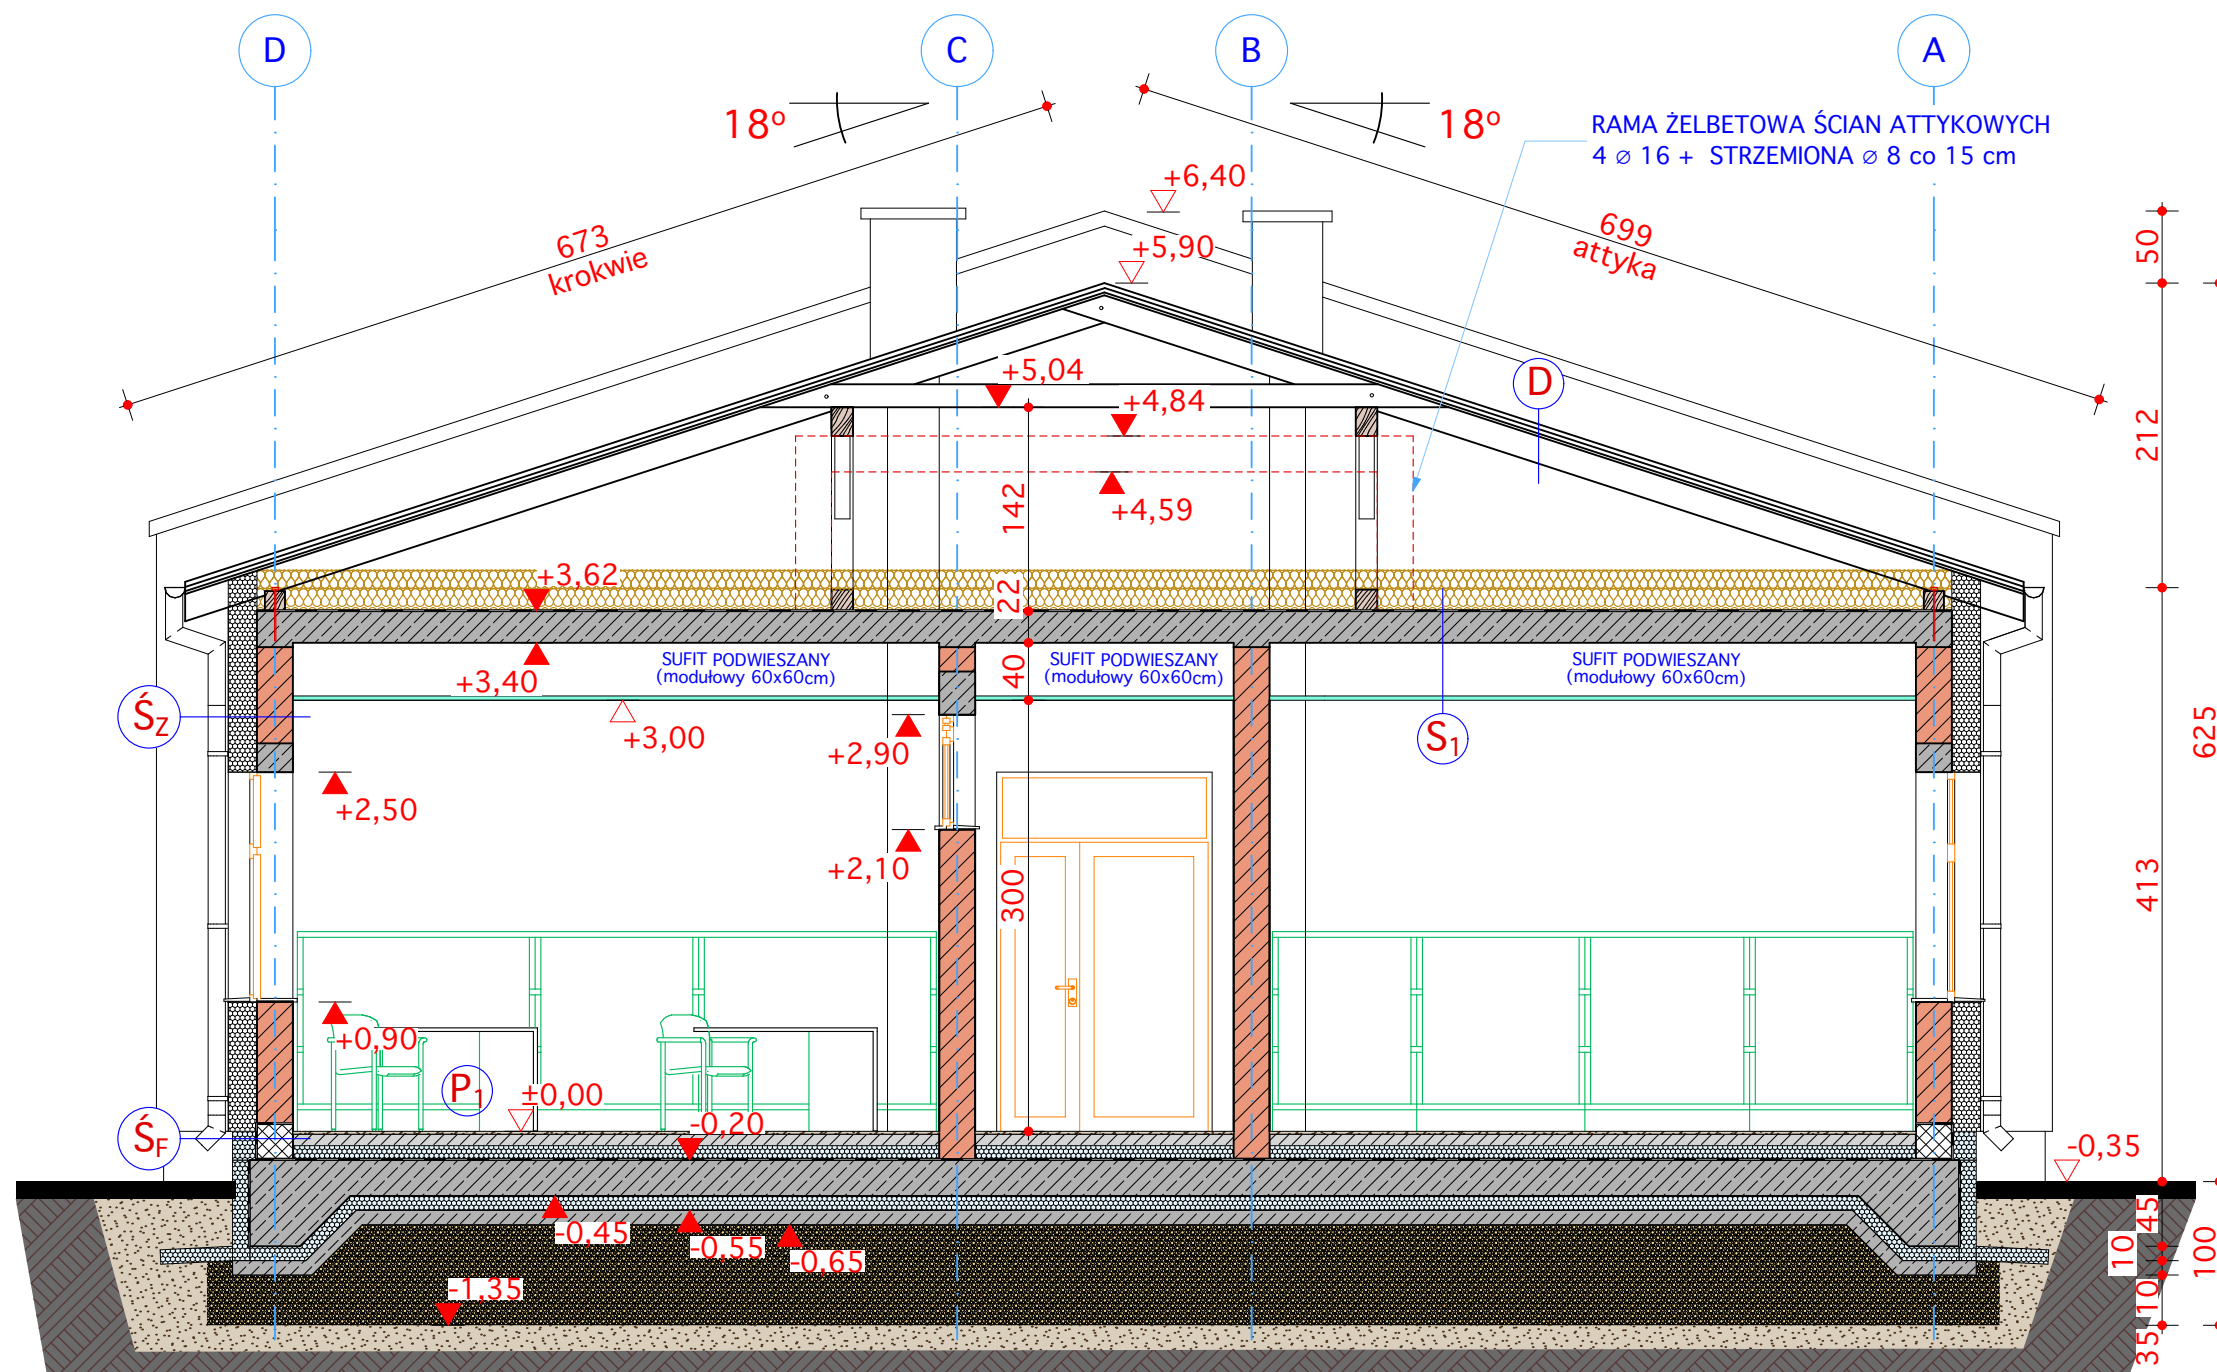 D
C
B
A
18º
18º
RAMA ŻELBETOWA ŚCIAN ATTYKOWYCH
4 ⌀ 16 + STRZEMIONA ⌀ 8 co 15 cm
+6,40
673
krokwie
699
attyka
50
+5,90
+5,04
D
+4,84
212
142
+4,59
+3,62
22
SUFIT PODWIESZANY
(modułowy 60x60cm)
SUFIT PODWIESZANY
(modułowy 60x60cm)
SUFIT PODWIESZANY
(modułowy 60x60cm)
40
+3,40
ŚZ
+3,00
+2,90
S1
625
+2,50
+2,10
300
413
+0,90
P1
±0,00
-0,20
ŚF
-0,35
-0,45
-0,55
-0,65
45
10
100
-1,35
10
35